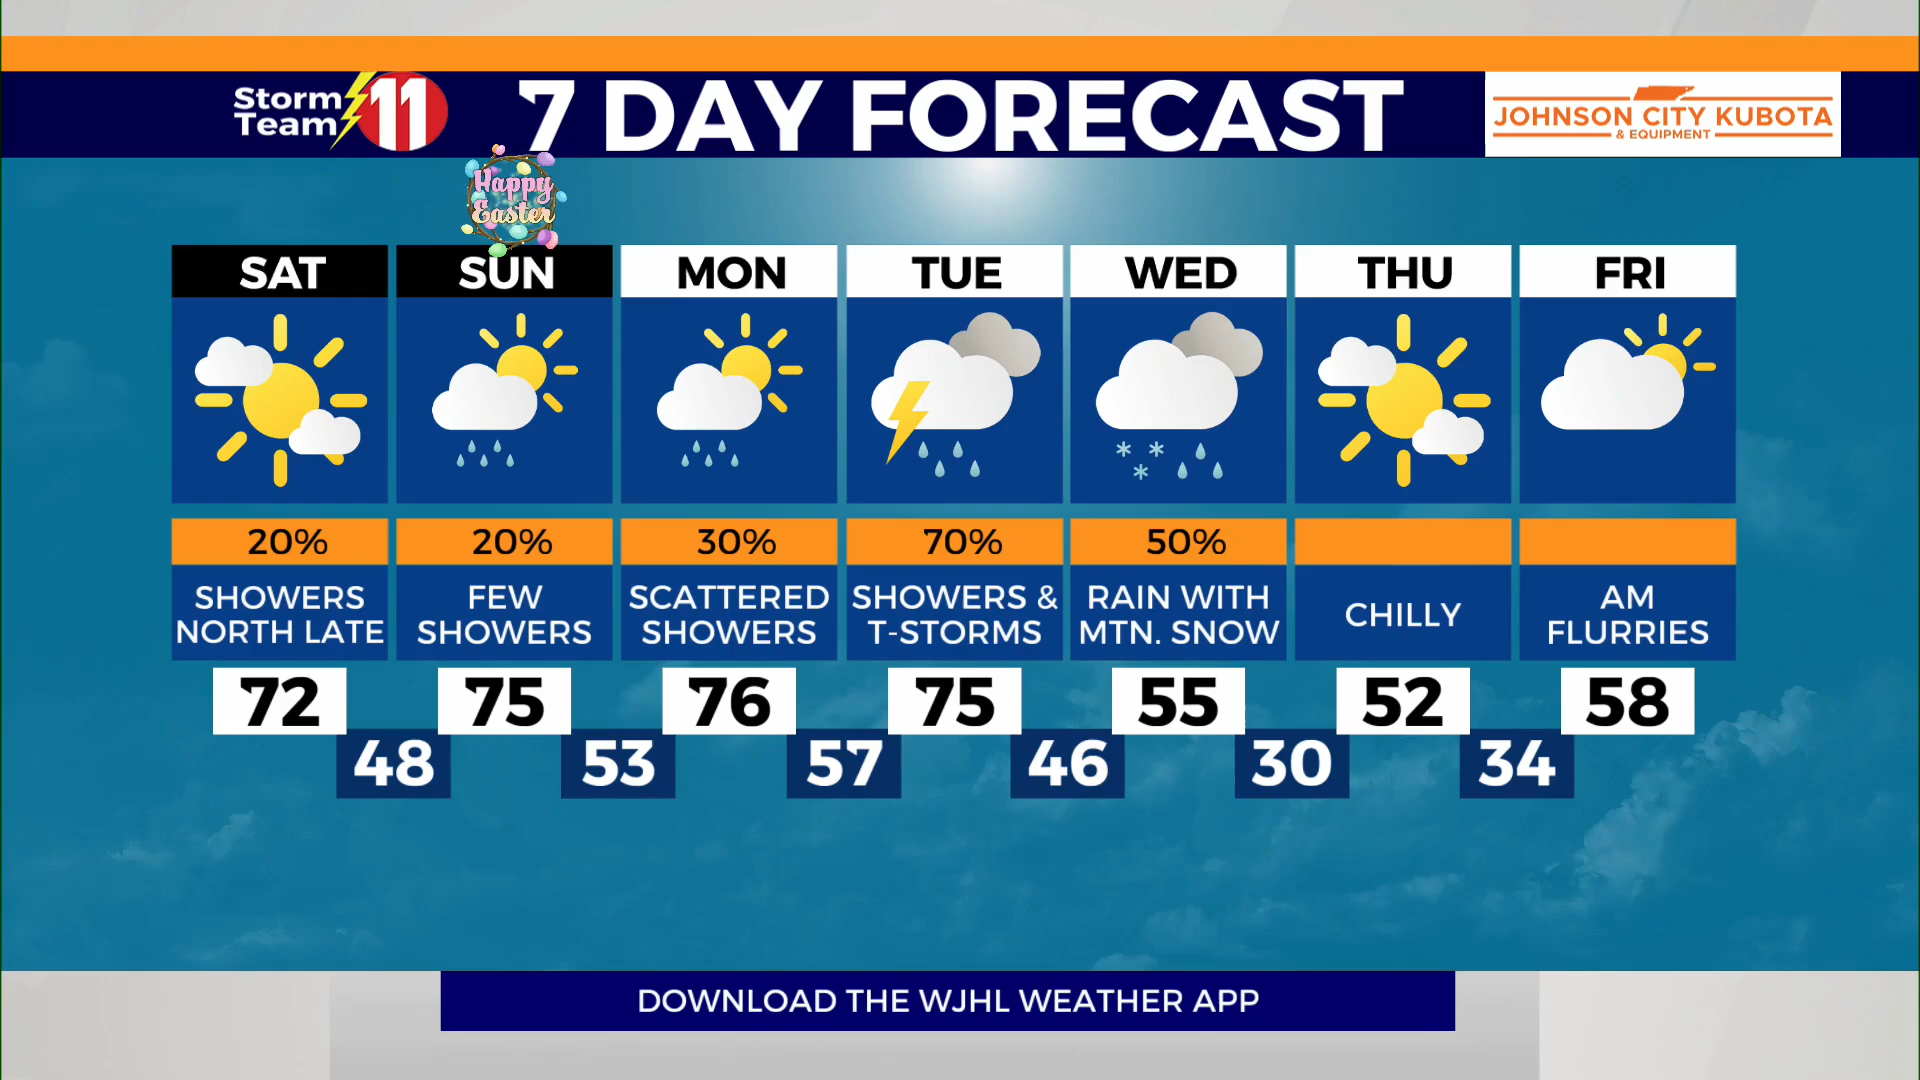 Storm
Team 11
7 DAY FORECAST
JOHNSON CITY KUBOTA
& EQUIPMENT
Happy
Easter
SAT SUN MON TUE WED THU FRI
20% 20% 30% 70% 50%
SHOWERS
NORTH LATE
FEW
SHOWERS
SCATTERED
SHOWERS
SHOWERS &
T-STORMS
RAIN WITH
MTN. SNOW
CHILLY
AM
FLURRIES
72 75 76 75 55 52 58
48 53 57 46 30 34
DOWNLOAD THE WJHL WEATHER APP